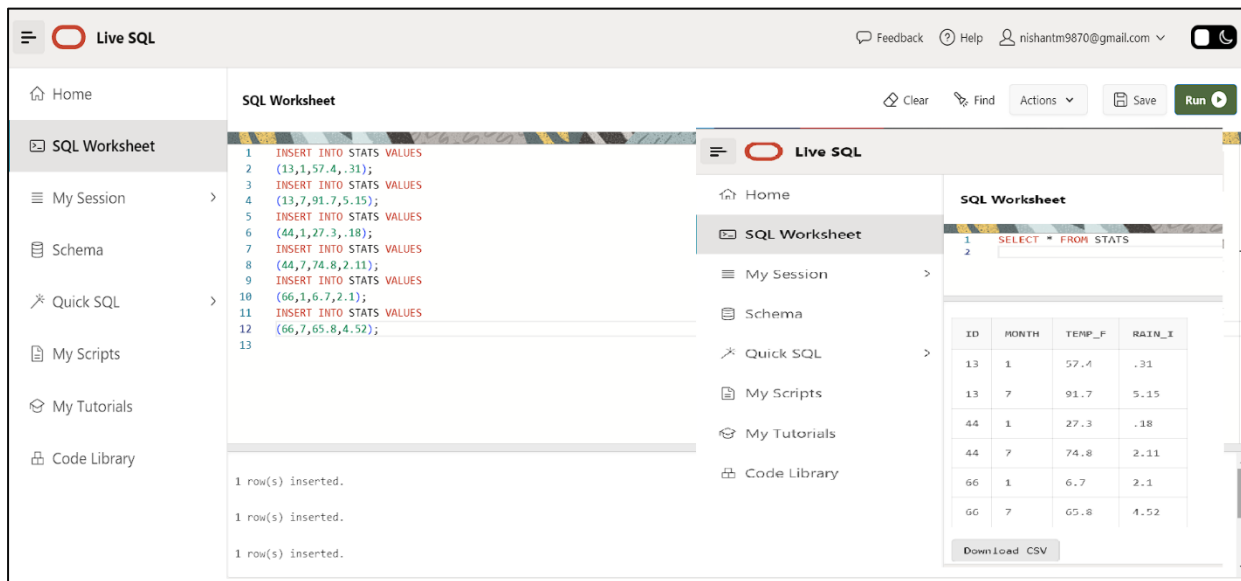 Live SQL
Feedback Help nishantm9870@gmail.com
Home
SQL Worksheet
My Session
Schema
Quick SQL
My Scripts
My Tutorials
Code Library
SQL Worksheet
Clear Find Actions Save Run
1 INSERT INTO STATS VALUES
2 (13,1,57.4,.31);
3 INSERT INTO STATS VALUES
4 (13,7,91.7,5.15);
5 INSERT INTO STATS VALUES
6 (44,1,27.3,.18);
7 INSERT INTO STATS VALUES
8 (44,7,74.8,2.11);
9 INSERT INTO STATS VALUES
10 (66,1,6.7,2.1);
11 INSERT INTO STATS VALUES
12 (66,7,65.8,4.52);
13
1 row(s) inserted.
1 row(s) inserted.
1 row(s) inserted.
Live SQL
Home
SQL Worksheet
My Session
Schema
Quick SQL
My Scripts
My Tutorials
Code Library
SQL Worksheet
1 SELECT * FROM STATS
2
ID MONTH TEMP_F RAIN_I
13 1 57.4 .31
13 7 91.7 5.15
44 1 27.3 .18
44 7 74.8 2.11
66 1 6.7 2.1
66 7 65.8 4.52
Download CSV